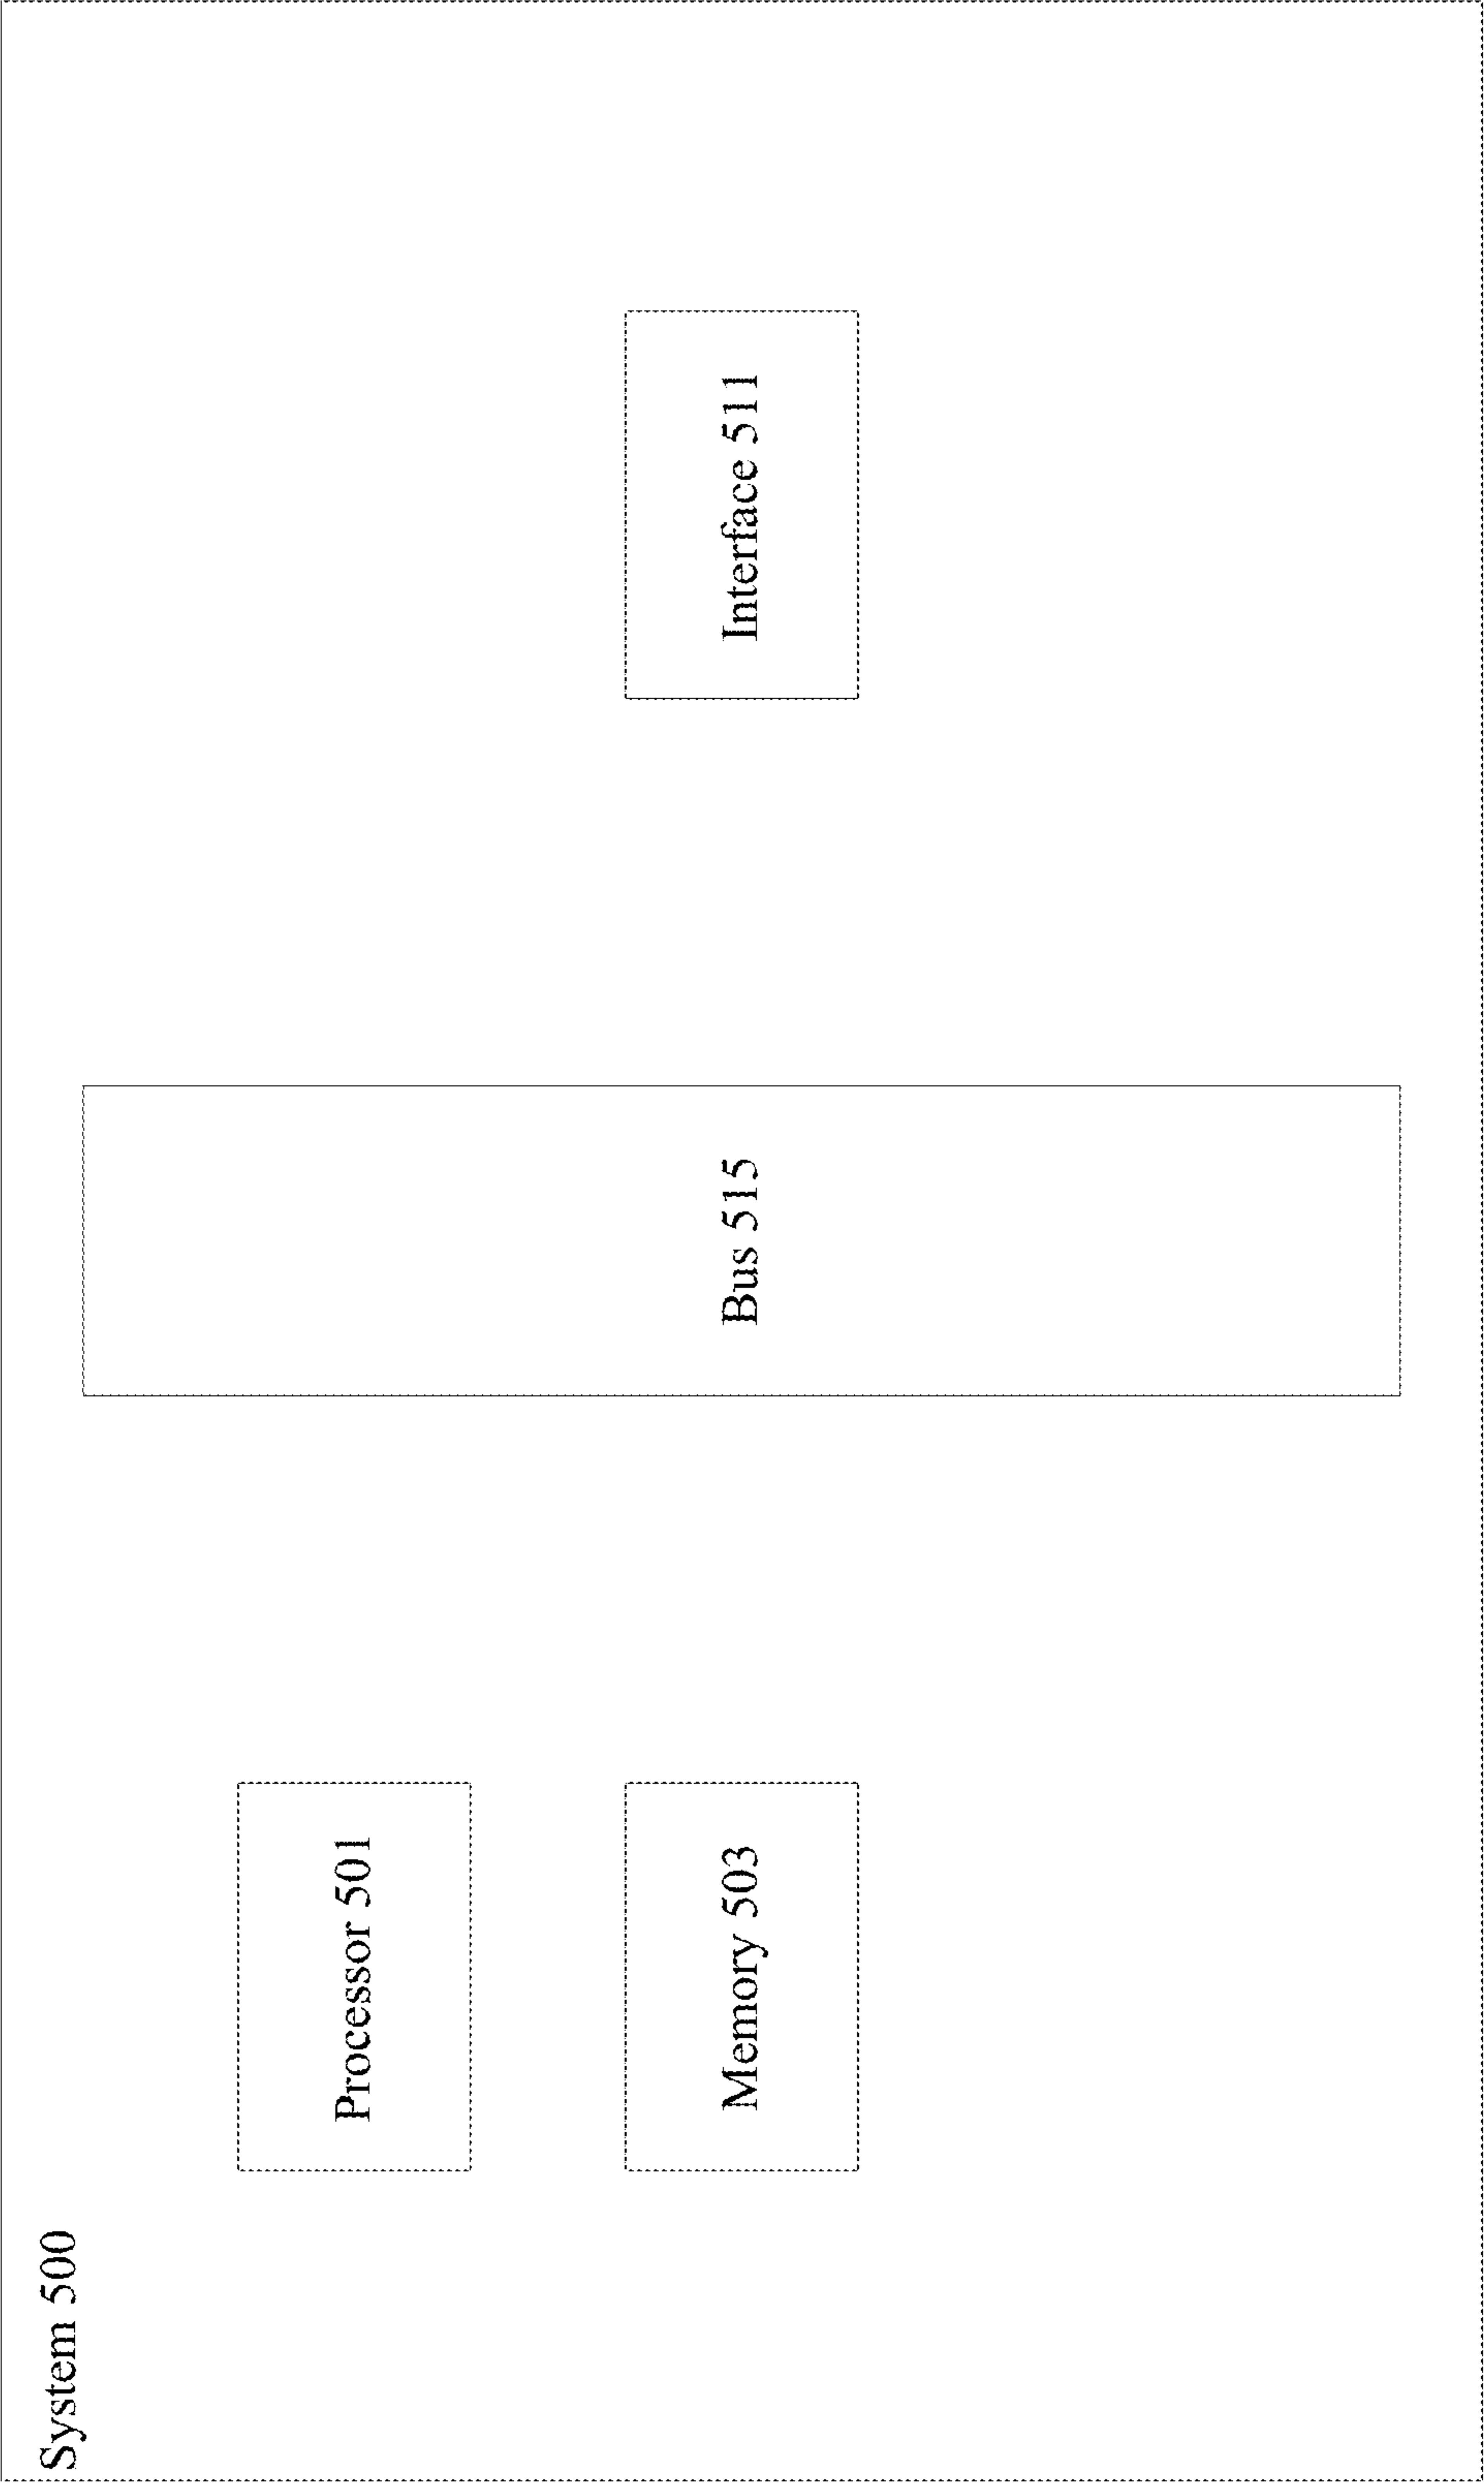 System 500
Processor 501
Memory 503
Bus 515
Interface 511